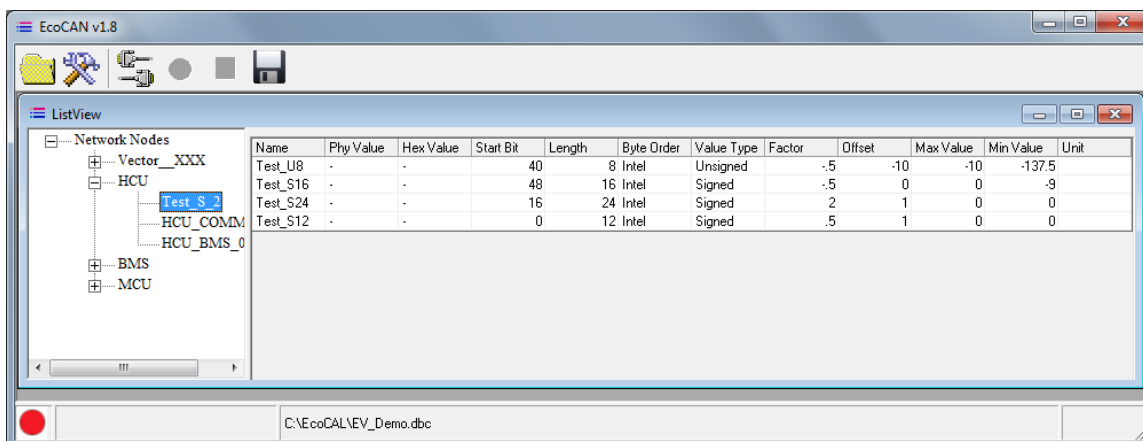 EcoCAN v1.8
ListView
Network Nodes
Vector__XXX
HCU
Test_S_2
HCU_COMM
HCU_BMS_0
BMS
MCU
Name Phy Value Hex Value Start Bit Length Byte Order Value Type Factor Offset Max Value Min Value Unit
Test_U8 - - 40 8 Intel Unsigned -.5 -10 -10 -137.5
Test_S16 - - 48 16 Intel Signed -.5 0 0 -9
Test_S24 - - 16 24 Intel Signed 2 1 0 0
Test_S12 - - 0 12 Intel Signed .5 1 0 0
C:\EcoCAL\EV_Demo.dbc